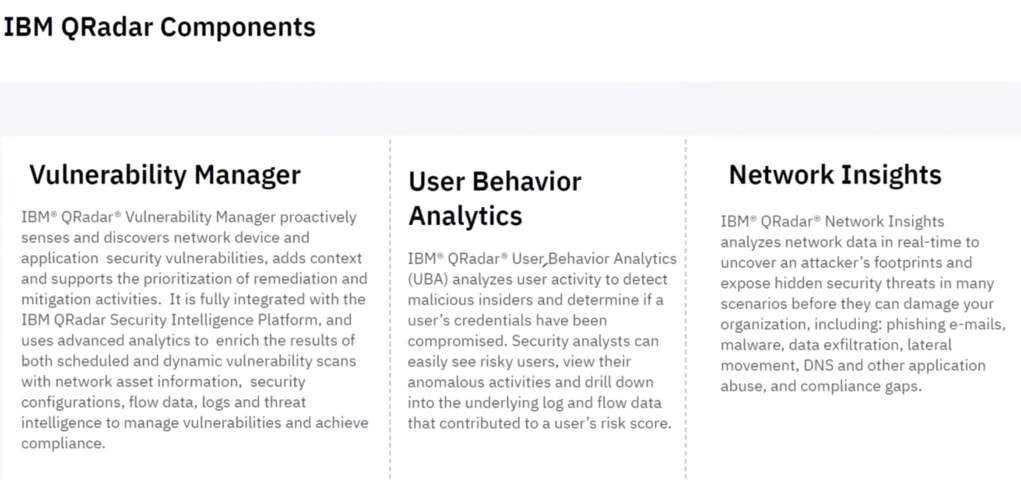 IBM QRadar Components
Vulnerability Manager
IBM® QRadar® Vulnerability Manager proactively
senses and discovers network device and
application security vulnerabilities, adds context
and supports the prioritization of remediation and
mitigation activities. It is fully integrated with the
IBM QRadar Security Intelligence Platform, and
uses advanced analytics to enrich the results of
both scheduled and dynamic vulnerability scans
with network asset information, security
configurations, flow data, logs and threat
intelligence to manage vulnerabilities and achieve
compliance.
User Behavior
Analytics
IBM® QRadar® User Behavior Analytics
(UBA) analyzes user activity to detect
malicious insiders and determine if a
user's credentials have been
compromised. Security analysts can
easily see risky users, view their
anomalous activities and drill down
into the underlying log and flow data
that contributed to a user's risk score.
Network Insights
IBM® QRadar® Network Insights
analyzes network data in real-time to
uncover an attacker's footprints and
expose hidden security threats in many
scenarios before they can damage your
organization, including: phishing e-mails,
malware, data exfiltration, lateral
movement, DNS and other application
abuse, and compliance gaps.